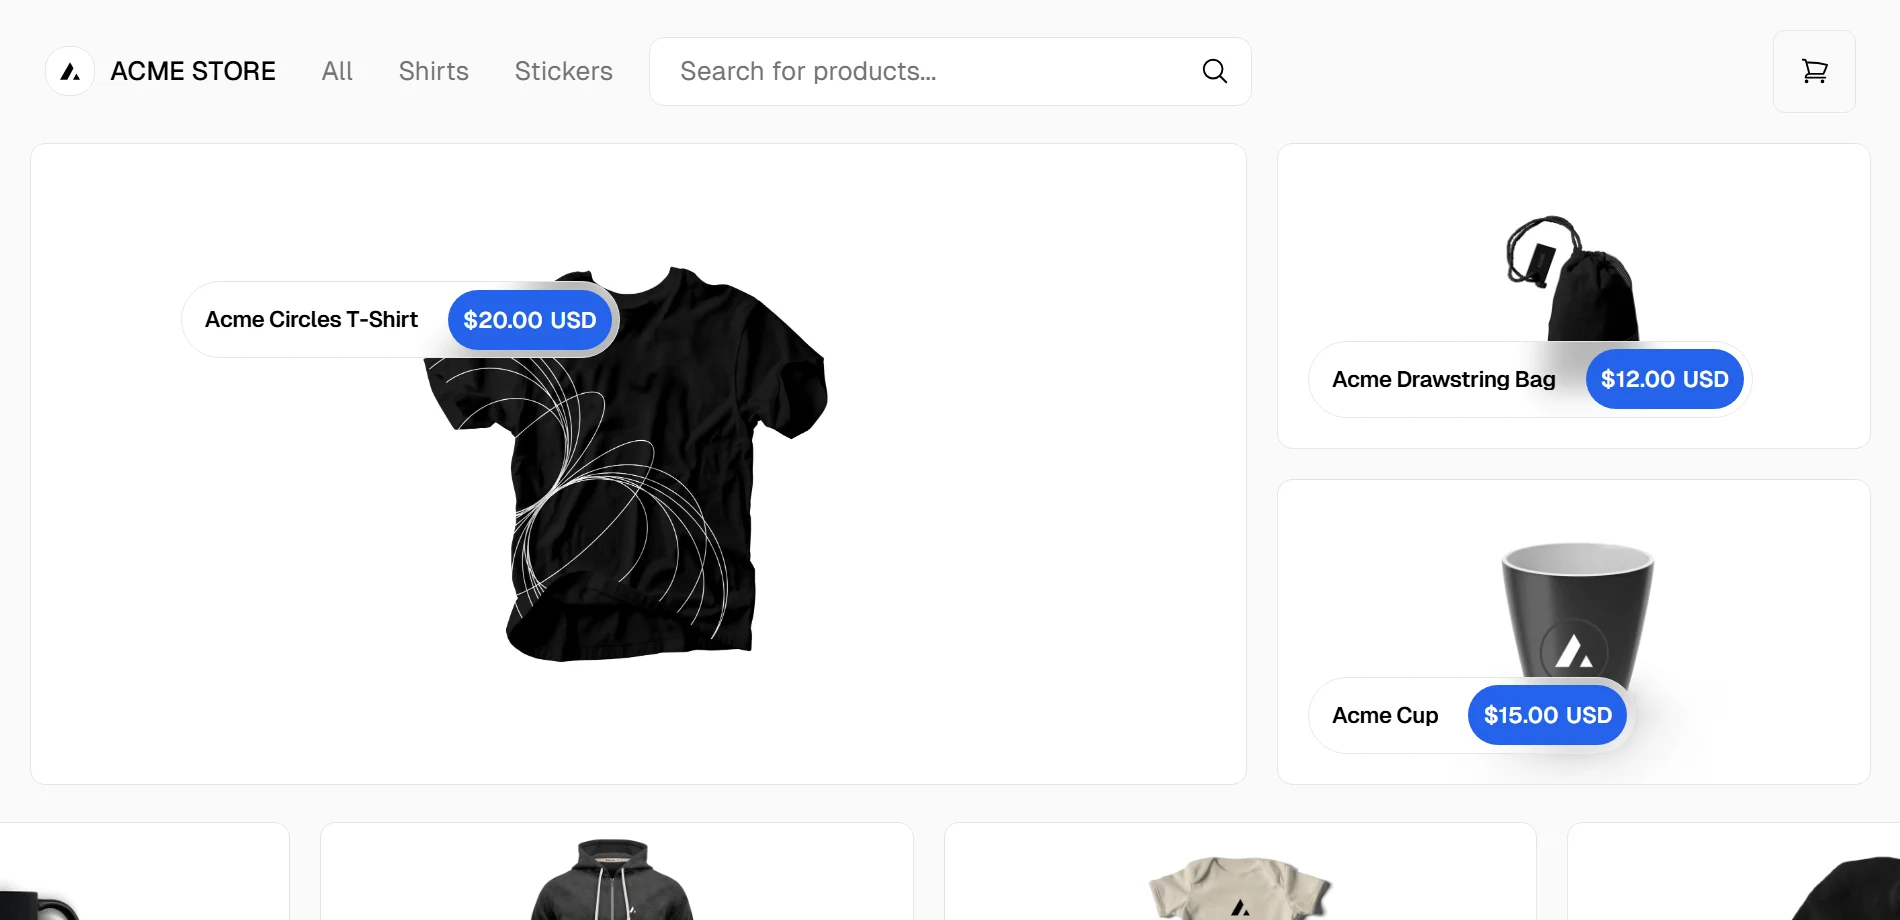 ACME STORE
All
Shirts
Stickers
Search for products...
Acme Circles T-Shirt
$20.00 USD
Acme Drawstring Bag
$12.00 USD
Acme Cup
$15.00 USD